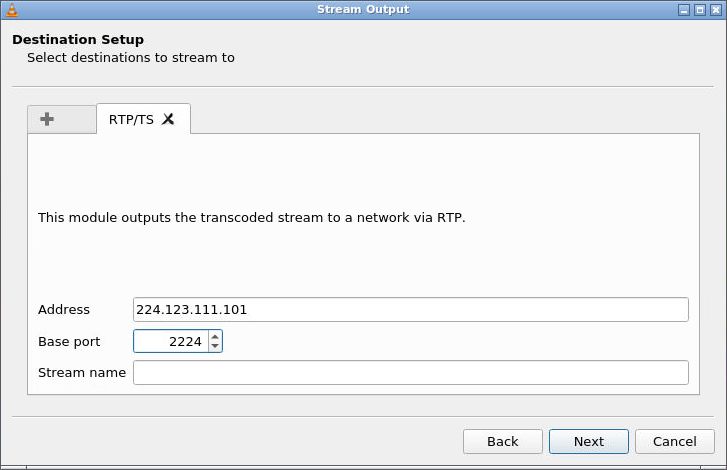 Stream Output
Destination Setup
Select destinations to stream to
RTP/TS
This module outputs the transcoded stream to a network via RTP.
Address 224.123.111.101
Base port 2224
Stream name
Back Next Cancel